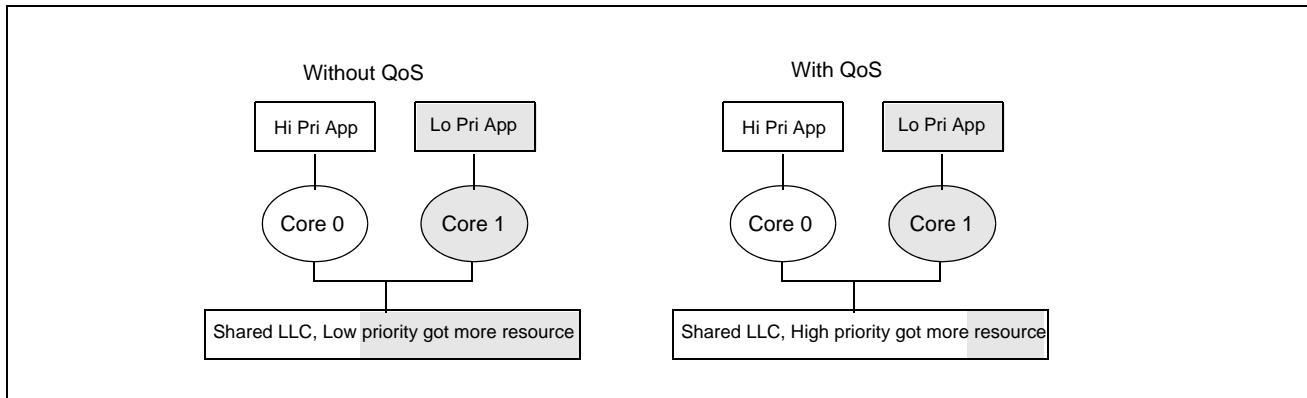 Without QoS
Hi Pri App
Lo Pri App
Core 0
Core 1
Shared LLC, Low priority got more resource
With QoS
Hi Pri App
Lo Pri App
Core 0
Core 1
Shared LLC, High priority got more resource